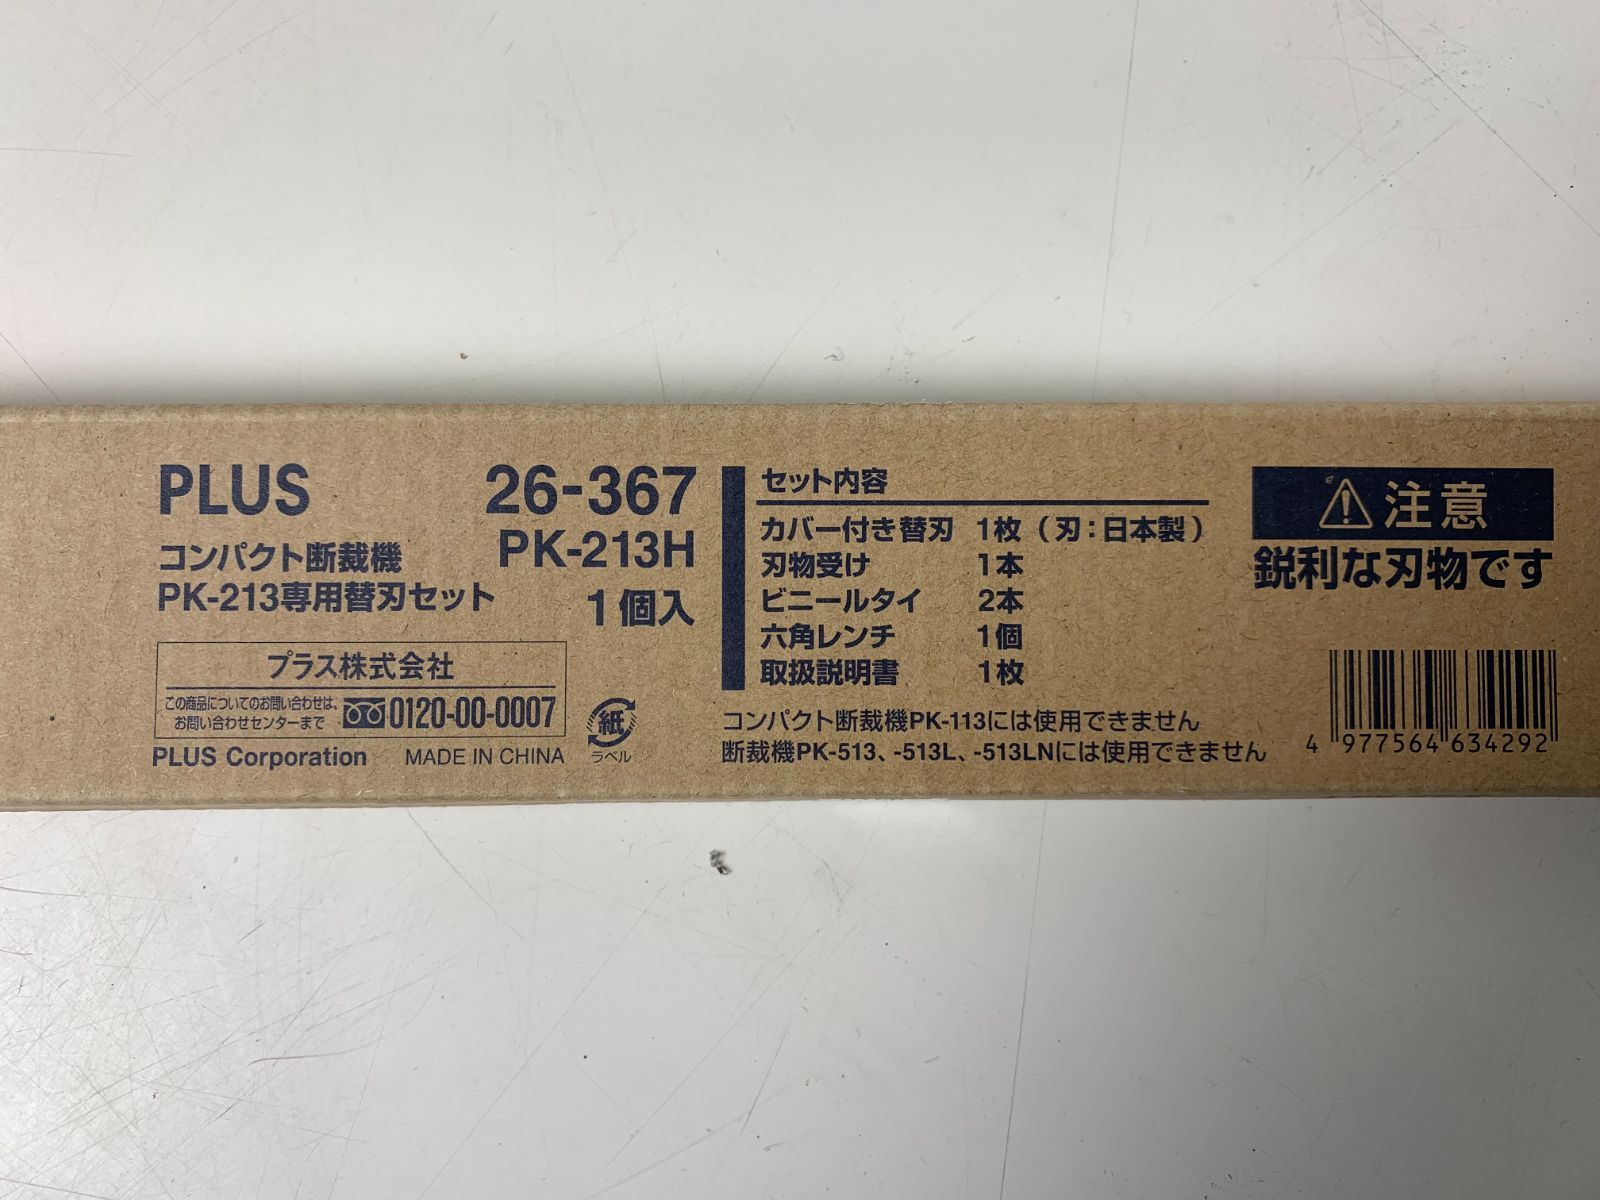 PLUS
26-367
コンパクト断裁機
PK-213H
PK-213専用替刃セット
1個入
プラス株式会社
この商品についてのお問い合わせは、
お問い合わせセンターまで
0120-00-0007
PLUS Corporation
MADE IN CHINA
紙
ラベル
セット内容
カバー付き替刃 1枚（刃：日本製）
刃物受け 1本
ビニールタイ 2本
六角レンチ 1個
取扱説明書 1枚
コンパクト断裁機PK-113には使用できません
断裁機PK-513、-513L、-513LNには使用できません
注意
鋭利な刃物です
4 977564 634292